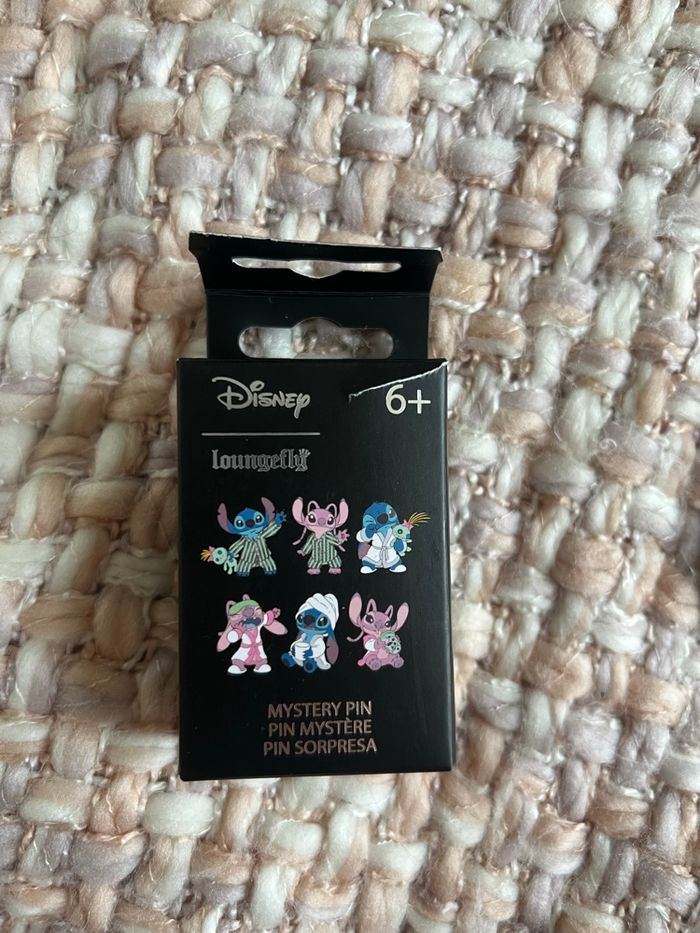 Disney
6+
loungefly
MYSTERY PIN
PIN MYSTÈRE
PIN SORPRESA